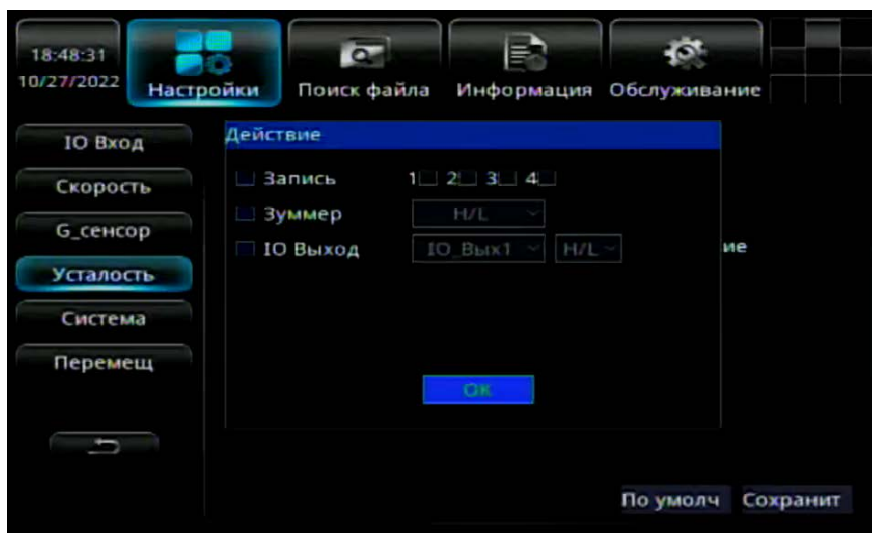 18:48:31
10/27/2022
Настройки
Поиск файла
Информация
Обслуживание
IO Вход
Скорость
G_сенсор
Усталость
Система
Перемещ
Действие
Запись 1 2 3 4
Зуммер H/L
IO Выход IO_Вых1 H/L
ие
OK
По умолч Сохранит